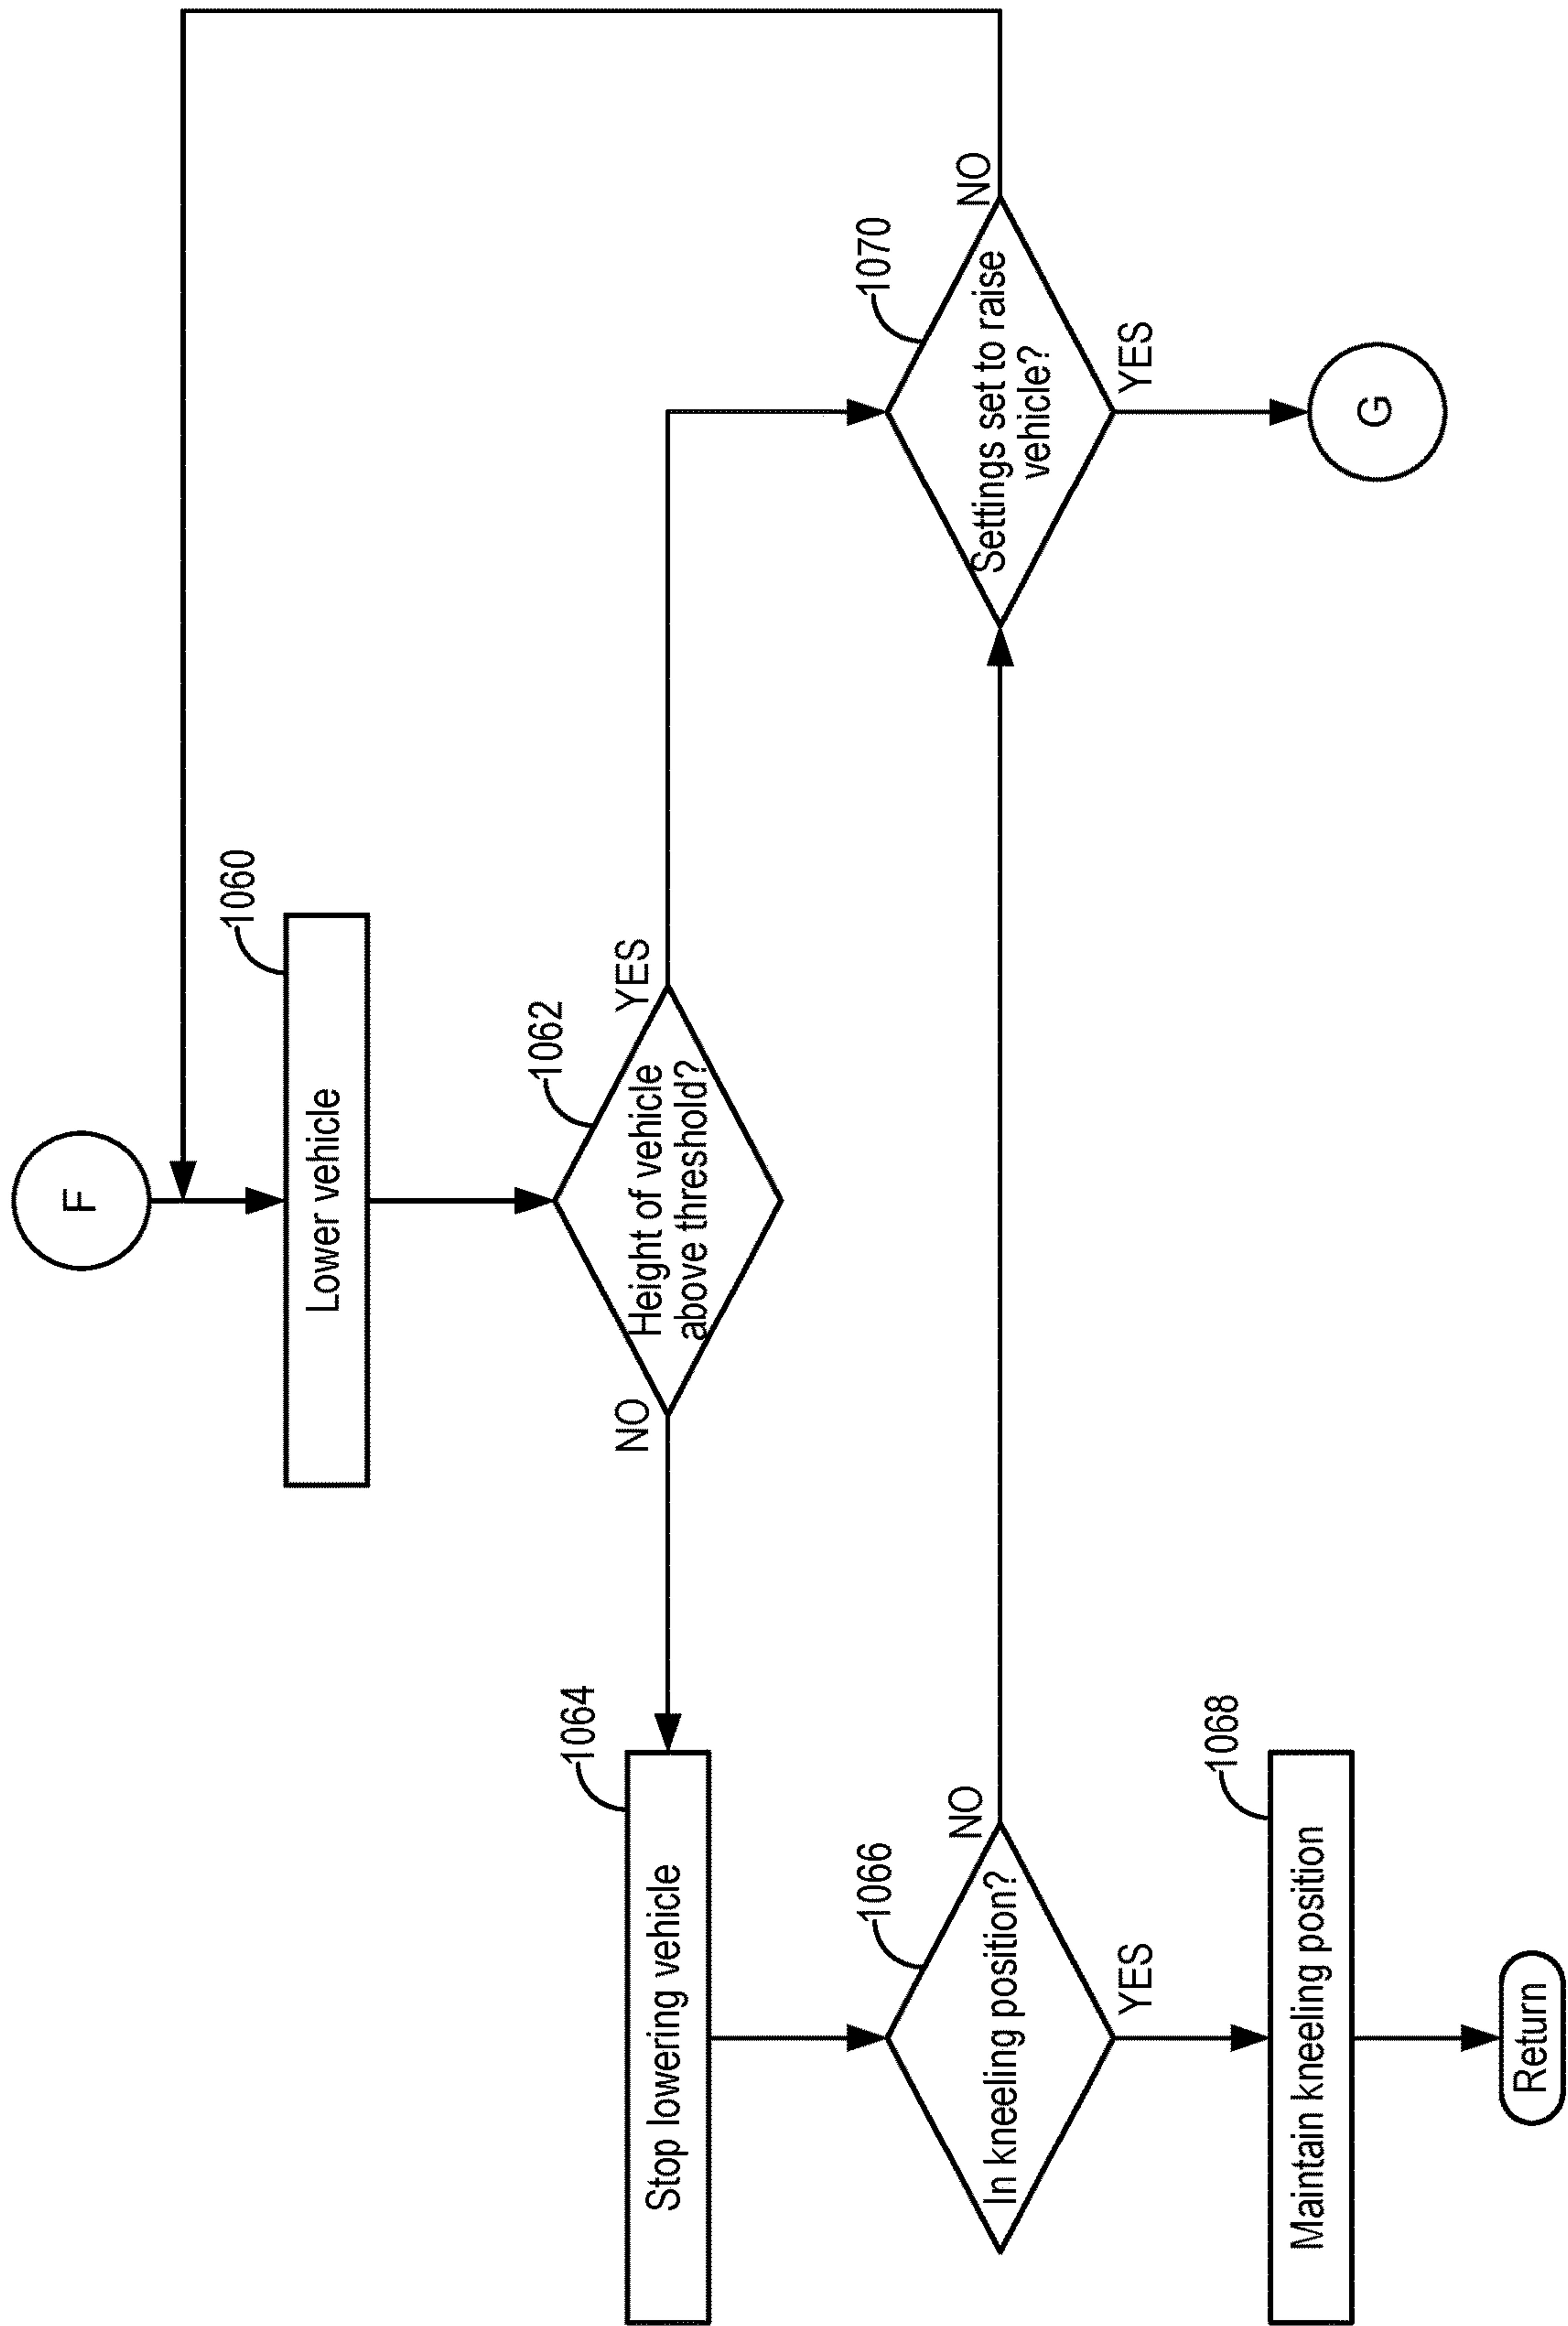 F
1060
Lower vehicle
1062
Height of vehicle
above threshold?
NO
YES
1064
Stop lowering vehicle
1066
In kneeling position?
NO
YES
1070
Settings set to raise
vehicle?
NO
YES
1068
Maintain kneeling position
G
Return